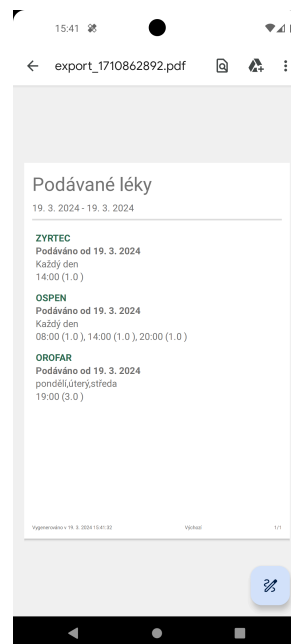 15:41
export_1710862892.pdf
Podávané léky
19. 3. 2024 - 19. 3. 2024
ZYRTEC
Podáváno od 19. 3. 2024
Každý den
14:00 (1.0 )
OSPEN
Podáváno od 19. 3. 2024
Každý den
08:00 (1.0 ), 14:00 (1.0 ), 20:00 (1.0 )
OROFAR
Podáváno od 19. 3. 2024
pondělí,úterý,středa
19:00 (3.0 )
Vygenerováno v 19. 3. 2024 15:41:32 Výchozí 1/1